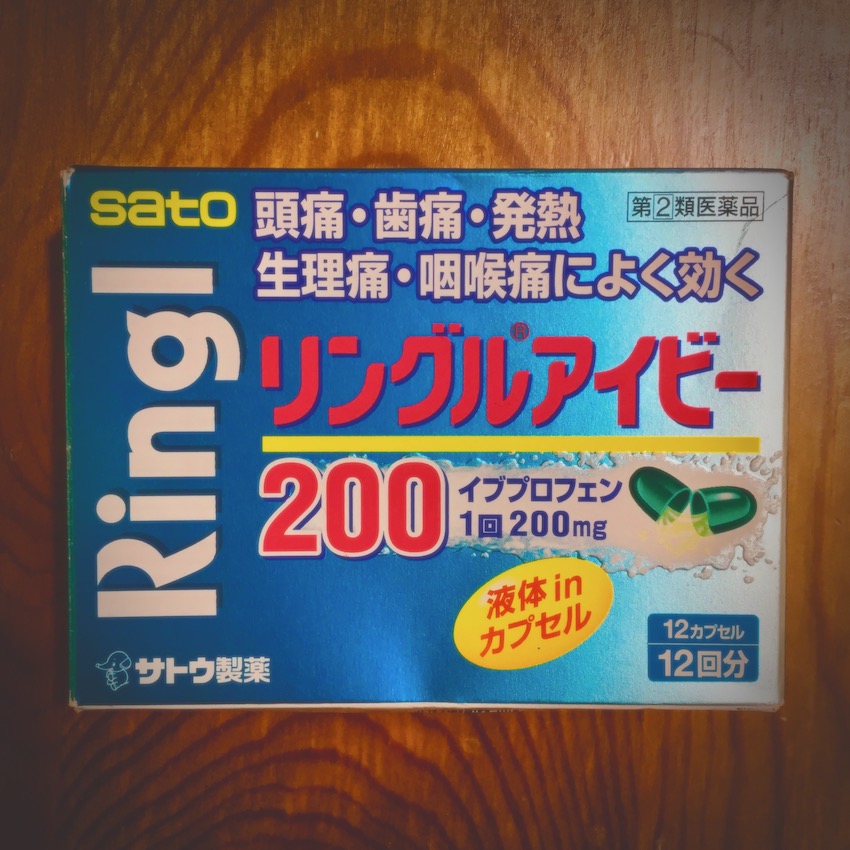 sato
頭痛・歯痛・発熱
第②類医薬品
生理痛・咽喉痛によく効く
Ringl
リングル®アイビー
200
イブプロフェン
1回200mg
液体in
カプセル
12カプセル
12回分
サトウ製薬